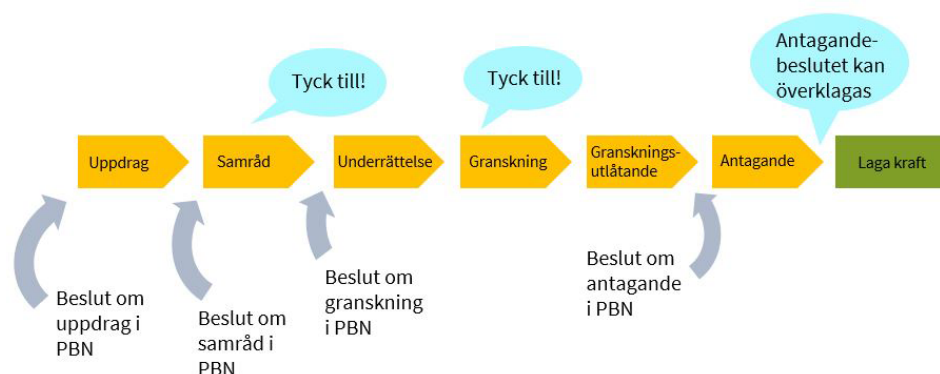 Tyck till!
Tyck till!
Antagande-
beslutet kan
överklagas
Uppdrag
Samråd
Underrättelse
Granskning
Gransknings-
utlåtande
Antagande
Laga kraft
Beslut om
uppdrag i
PBN
Beslut om
samråd i
PBN
Beslut om
granskning
i PBN
Beslut om
antagande
i PBN